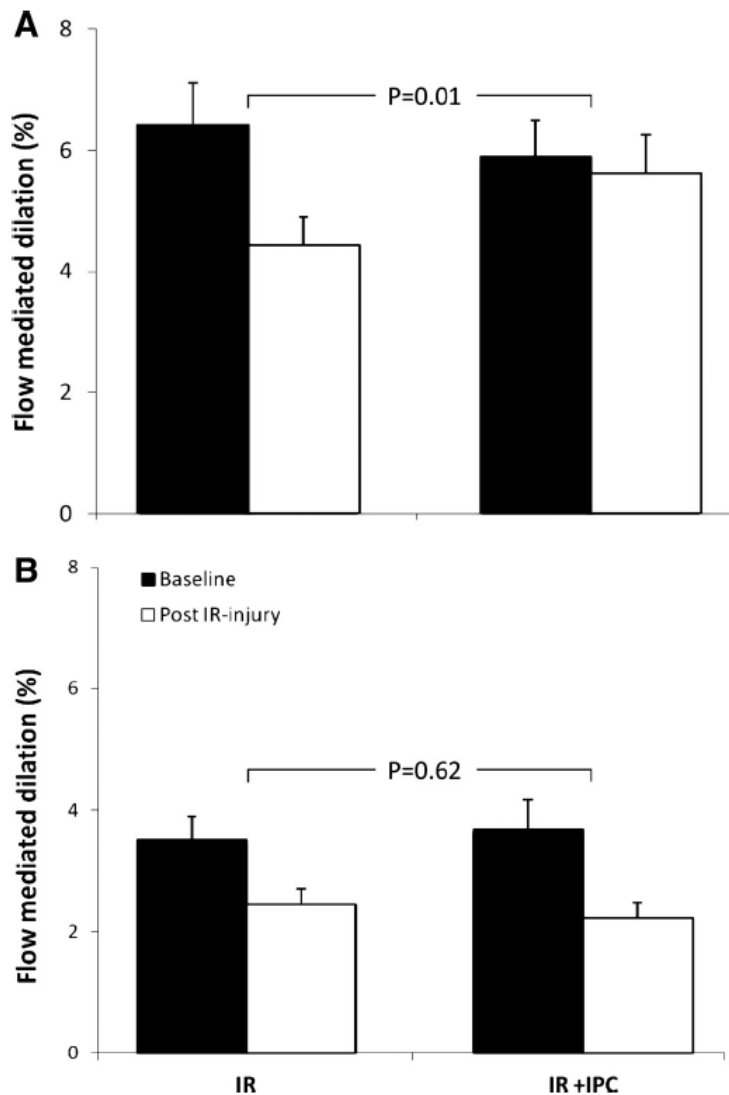 A
8
P=0.01
6
4
2
0
Flow mediated dilation (%)
B
8
Baseline
Post IR-injury
6
P=0.62
4
2
0
Flow mediated dilation (%)
IR
IR +IPC